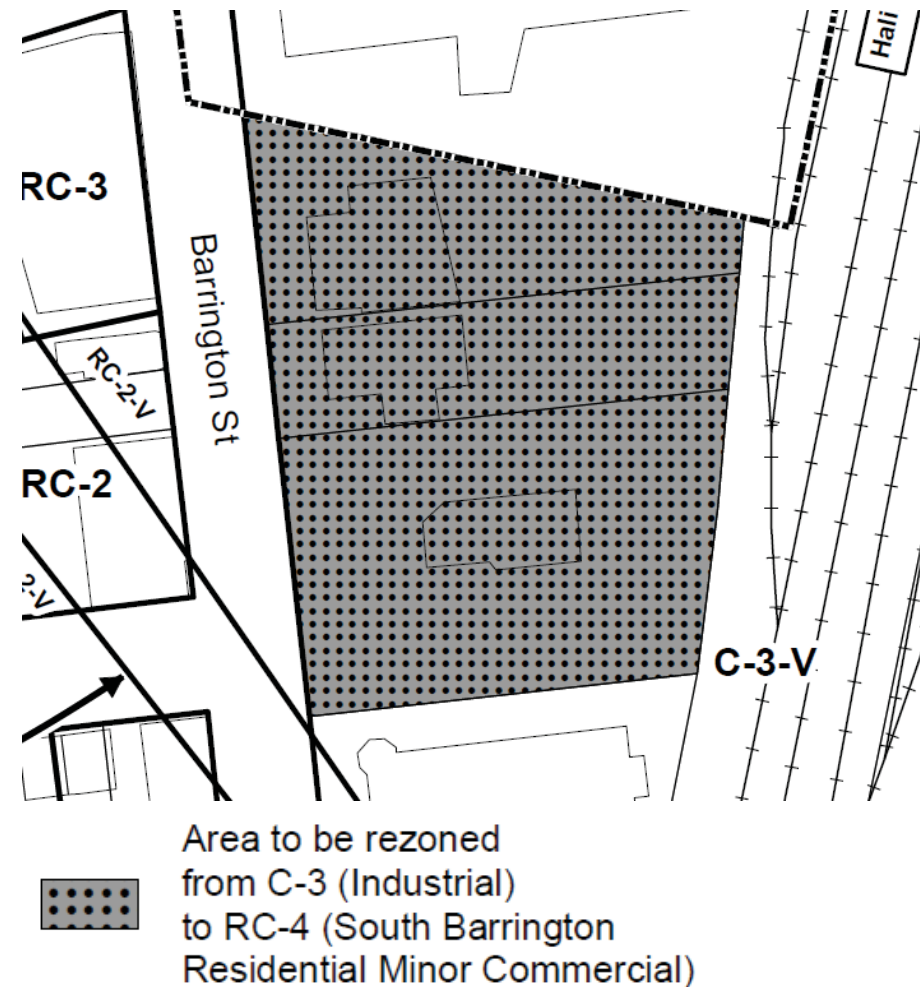 Hali
RC-3
Barrington St
RC-2-V
RC-2
2-V
C-3-V
Area to be rezoned
from C-3 (Industrial)
to RC-4 (South Barrington
Residential Minor Commercial)